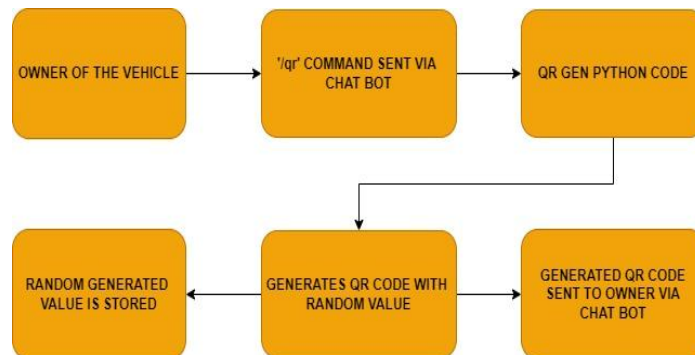 OWNER OF THE VEHICLE
'/qr' COMMAND SENT VIA
CHAT BOT
QR GEN PYTHON CODE
RANDOM GENERATED
VALUE IS STORED
GENERATES QR CODE WITH
RANDOM VALUE
GENERATED QR CODE
SENT TO OWNER VIA
CHAT BOT